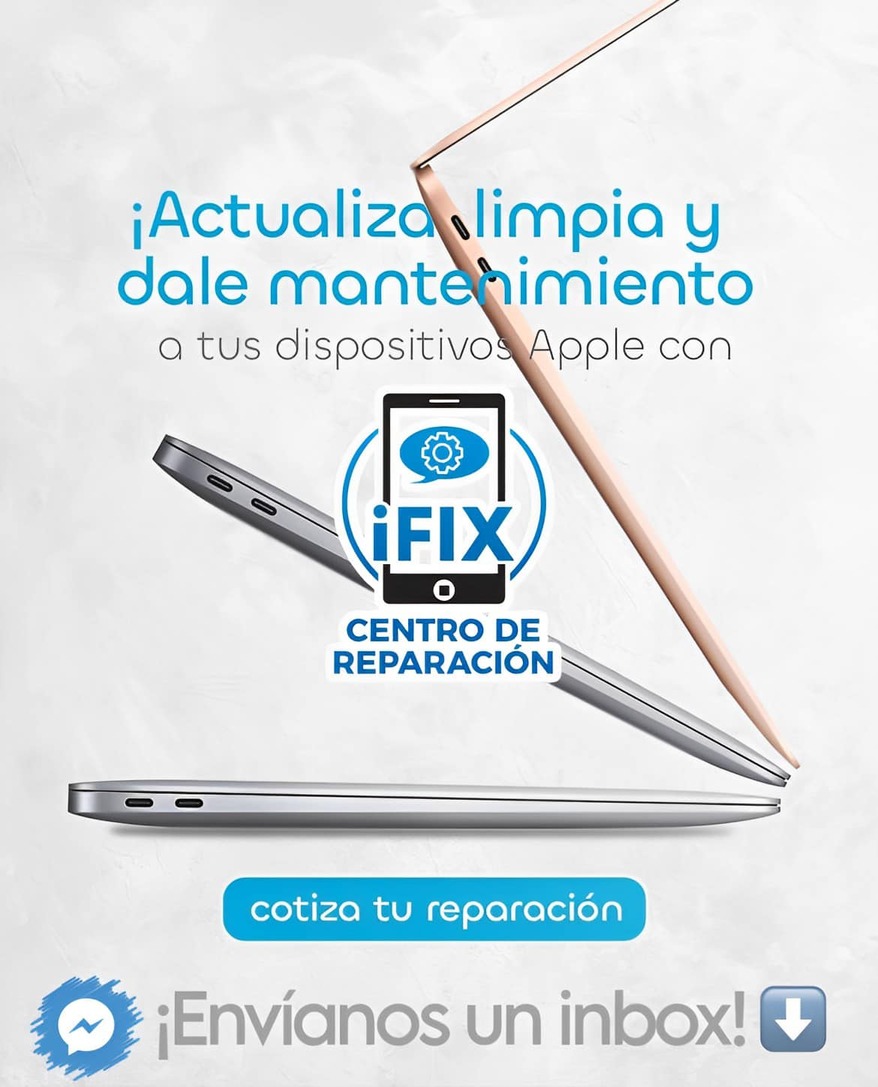 ¡Actualiza, limpia y
dale mantenimiento
a tus dispositivos Apple con
iFIX
CENTRO DE
REPARACIÓN
cotiza tu reparación
¡Envíanos un inbox!